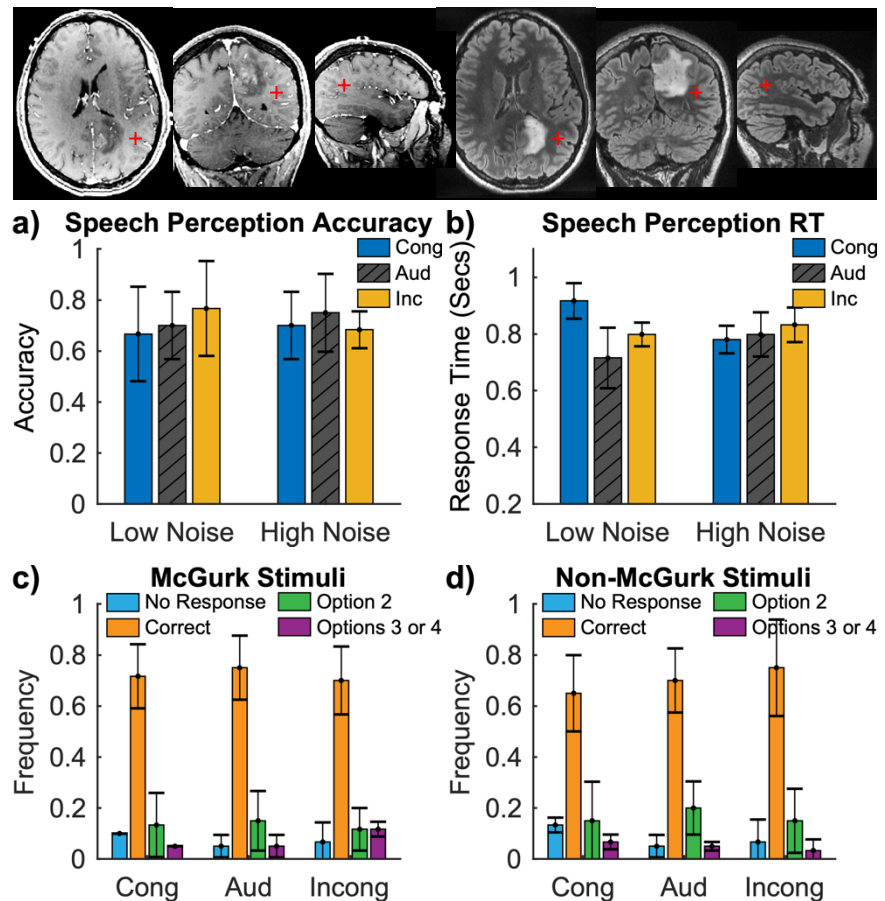 a) Speech Perception Accuracy
Cong
Aud
Inc
Accuracy
1
0.8
0.6
0.4
0.2
0
Low Noise High Noise
b) Speech Perception RT
Cong
Aud
Inc
Response Time (Secs)
1
0.8
0.6
0.4
0.2
Low Noise High Noise
c) McGurk Stimuli
No Response Option 2
Correct Options 3 or 4
Frequency
1
0.8
0.6
0.4
0.2
0
Cong Aud Incong
d) Non-McGurk Stimuli
No Response Option 2
Correct Options 3 or 4
Frequency
1
0.8
0.6
0.4
0.2
0
Cong Aud Incong